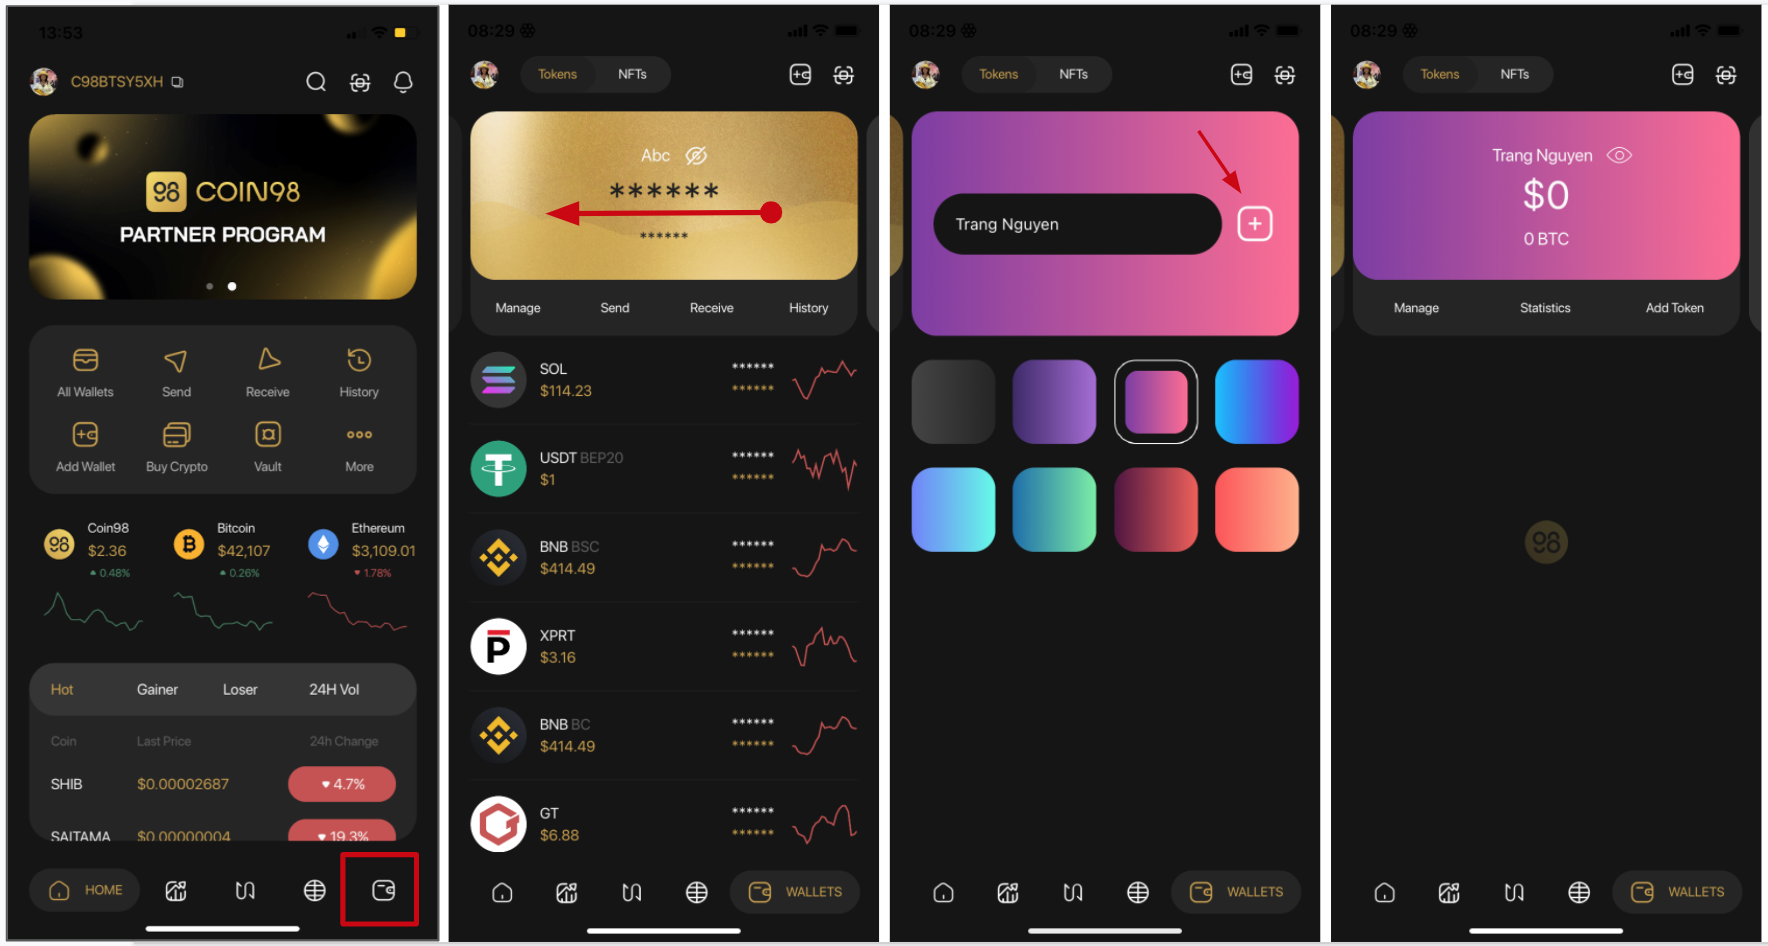 13:53
C98BTSY5XH
98 COIN98
PARTNER PROGRAM
All Wallets Send Receive History
Add Wallet Buy Crypto Vault More
Coin98 Bitcoin Ethereum
98 $2.36 $42,107 $3,109.01
0.48% 0.26% 1.78%
Hot Gainer Loser 24H Vol
Coin Last Price 24h Change
SHIB $0.00002687 4.7%
SAITAMA $0.00000004 19.3%
HOME
08:29
Tokens NFTs
Abc
******
******
Manage Send Receive History
SOL ******
$114.23 ******
USDT BEP20 ******
$1 ******
BNB BSC ******
$414.49 ******
XPRT ******
$3.16 ******
BNB BC ******
$414.49 ******
GT ******
$6.88 ******
WALLETS
08:29
Tokens NFTs
Trang Nguyen
WALLETS
08:29
Tokens NFTs
Trang Nguyen
$0
0 BTC
Manage Statistics Add Token
98
WALLETS